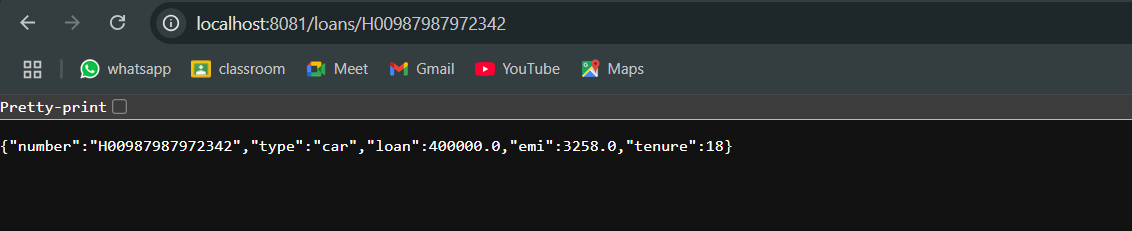 localhost:8081/loans/H00987987972342
whatsapp classroom Meet Gmail YouTube Maps
Pretty-print
{"number":"H00987987972342","type":"car","loan":400000.0,"emi":3258.0,"tenure":18}